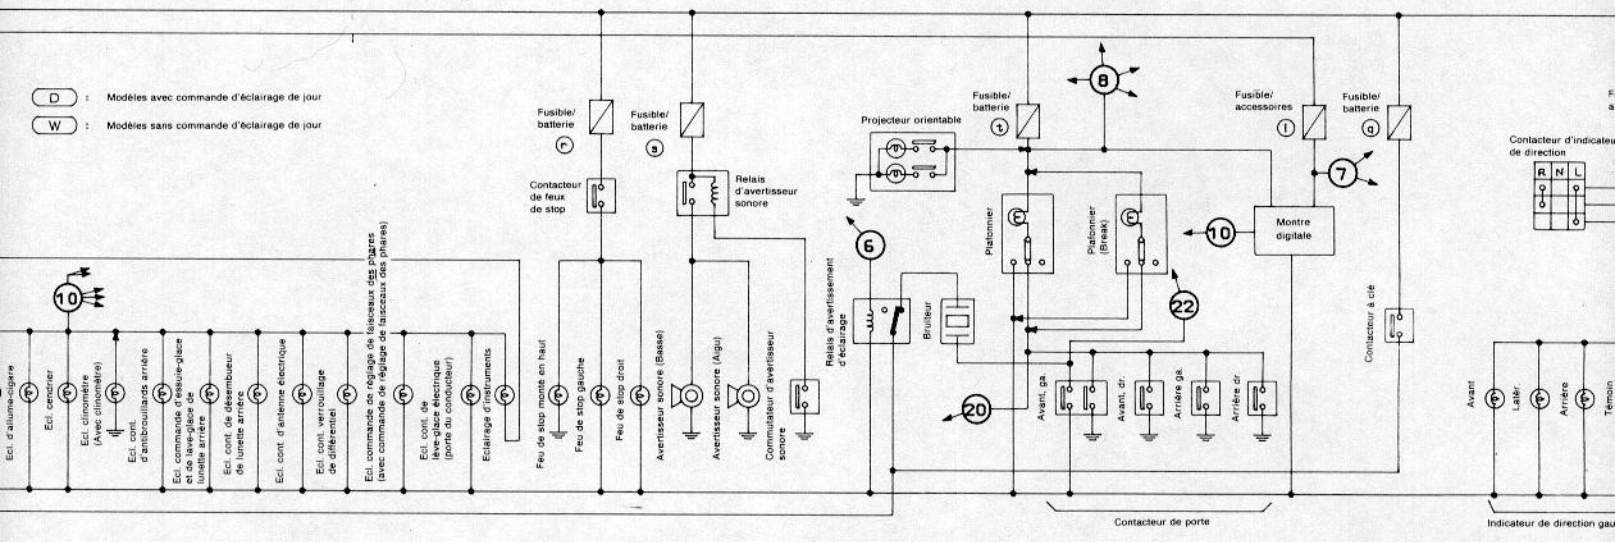 D : Modèles avec commande d'éclairage de jour
W : Modèles sans commande d'éclairage de jour
Fusible/
batterie
r
Fusible/
batterie
s
Contacteur
de feux
de stop
Relais
d'avertisseur
sonore
Projecteur orientable
Fusible/
batterie
t
8
Fusible/
accessoires
l
Fusible/
batterie
q
7
Contacteur d'indicateu
de direction
R N L
6
Plafonnier
Plafonnier
(Break)
10
Montre
digitale
22
Relais d'avertissement
d'éclairage
Bruiteur
Contacteur à clé
20
10
Ecl. d'allume-cigare
Ecl. cendrier
Ecl. clinomètre
(Avec clinomètre)
Ecl. cont.
d'antibrouillards arrière
Ecl. commande d'essuie-glace
et de lave-glace de
lunette arrière
Ecl. cont. de désembueur
de lunette arrière
Ecl. cont. d'antenne électrique
Ecl. cont. verrouillage
de différentiel
Ecl. commande de réglage de faisceaux des phares
(avec commande de réglage de faisceaux des phares)
Ecl. cont. de
lève-glace électrique
(porte du conducteur)
Eclairage d'instruments
Feu de stop monté en haut
Feu de stop gauche
Feu de stop droit
Avertisseur sonore (Basse)
Avertisseur sonore (Aigu)
Commutateur d'avertisseur
sonore
Avant, ga.
Avant, dr.
Arrière ga.
Arrière dr.
Contacteur de porte
Avant
Latér.
Arrière
Témoin
Indicateur de direction gau